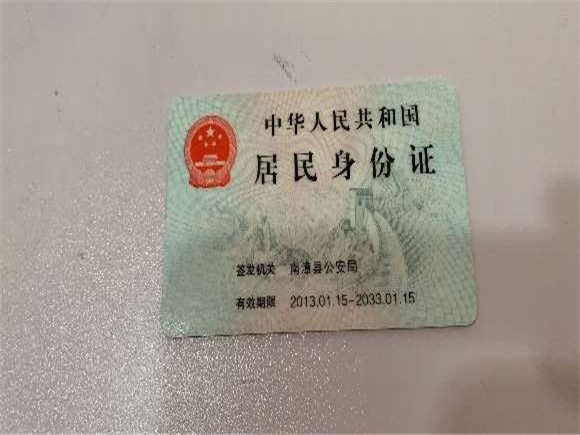 中华人民共和国
居民身份证
签发机关 南漳县公安局
有效期限 2013.01.15-2033.01.15